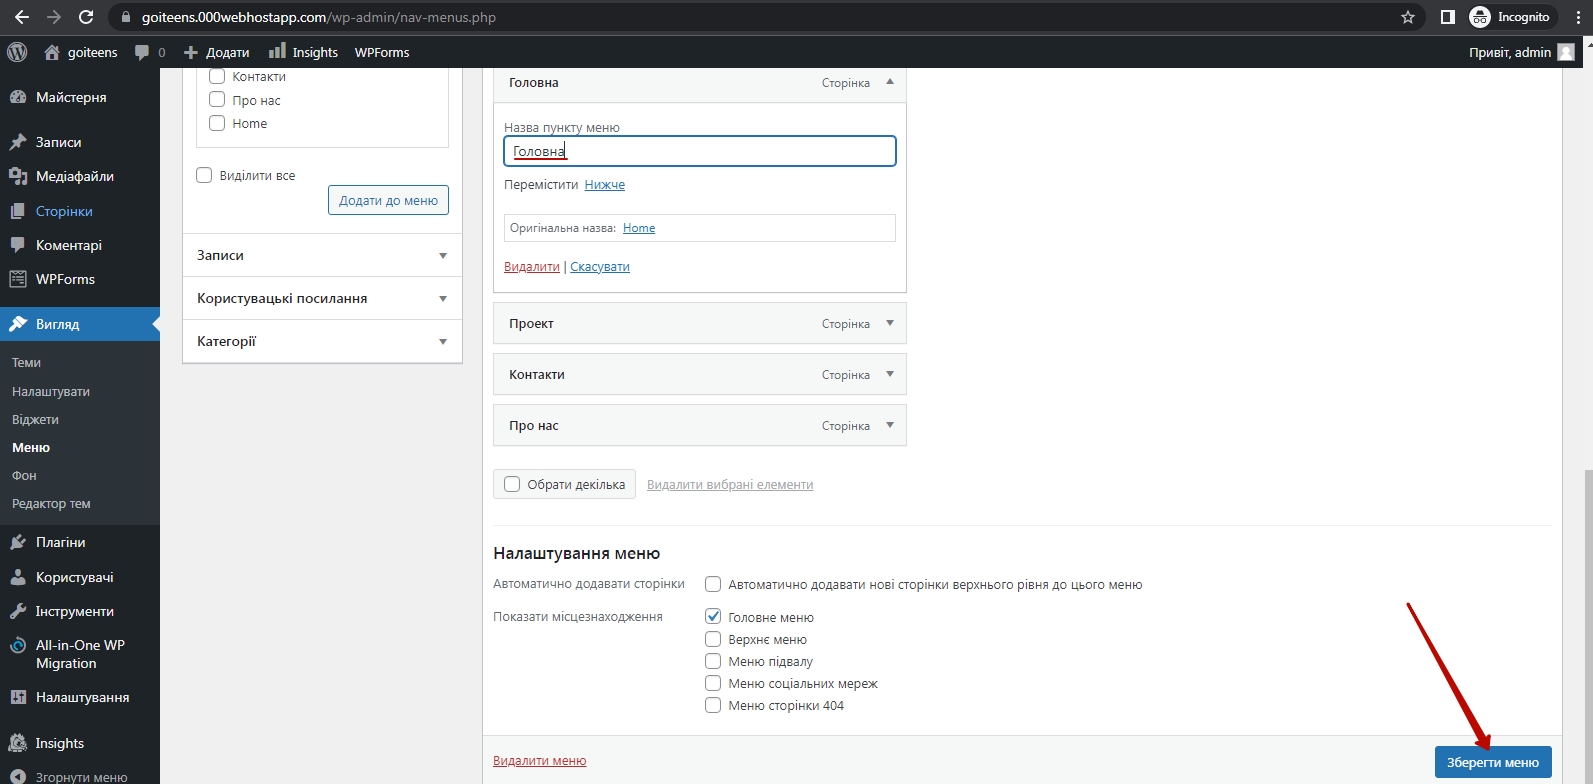 goiteens.000webhostapp.com/wp-admin/nav-menus.php
Incognito
goiteens
0
Додати
Insights
WPForms
Привіт, admin
Майстерня
Записи
Медіафайли
Сторінки
Коментарі
WPForms
Вигляд
Теми
Налаштувати
Віджети
Меню
Фон
Редактор тем
Плагіни
Користувачі
Інструменти
All-in-One WP
Migration
Налаштування
Insights
Згорнути меню
Контакти
Про нас
Home
Виділити все
Додати до меню
Записи
Користувацькі посилання
Категорії
Головна Сторінка
Назва пункту меню
Головна
Перемістити Нижче
Оригінальна назва: Home
Видалити | Скасувати
Проект Сторінка
Контакти Сторінка
Про нас Сторінка
Обрати декілька Видалити вибрані елементи
Налаштування меню
Автоматично додавати сторінки Автоматично додавати нові сторінки верхнього рівня до цього меню
Показати місцезнаходження Головне меню
Верхнє меню
Меню підвалу
Меню соціальних мереж
Меню сторінки 404
Видалити меню Зберегти меню